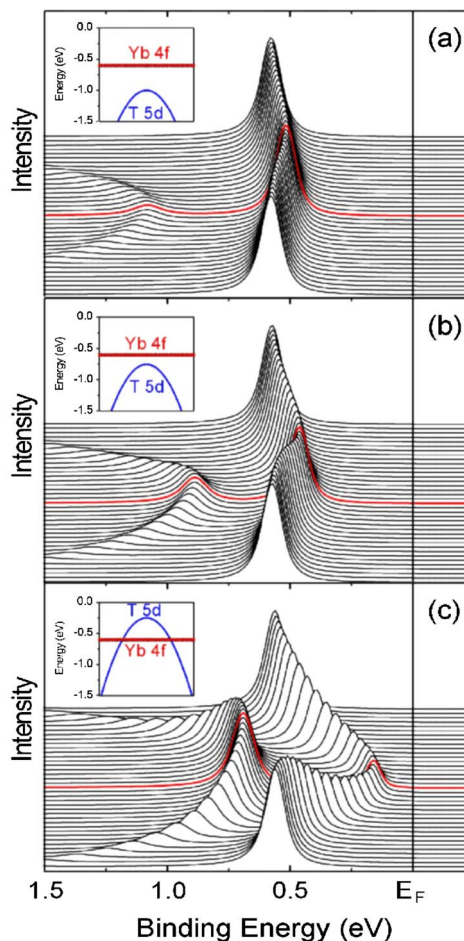 (a)
Energy (eV)
0.0
-0.5
-1.0
-1.5
Yb 4f
T 5d
Intensity
(b)
Energy (eV)
0.0
-0.5
-1.0
-1.5
Yb 4f
T 5d
Intensity
(c)
Energy (eV)
0.0
-0.5
-1.0
-1.5
T 5d
Yb 4f
Intensity
1.5 1.0 0.5 E_F
Binding Energy (eV)